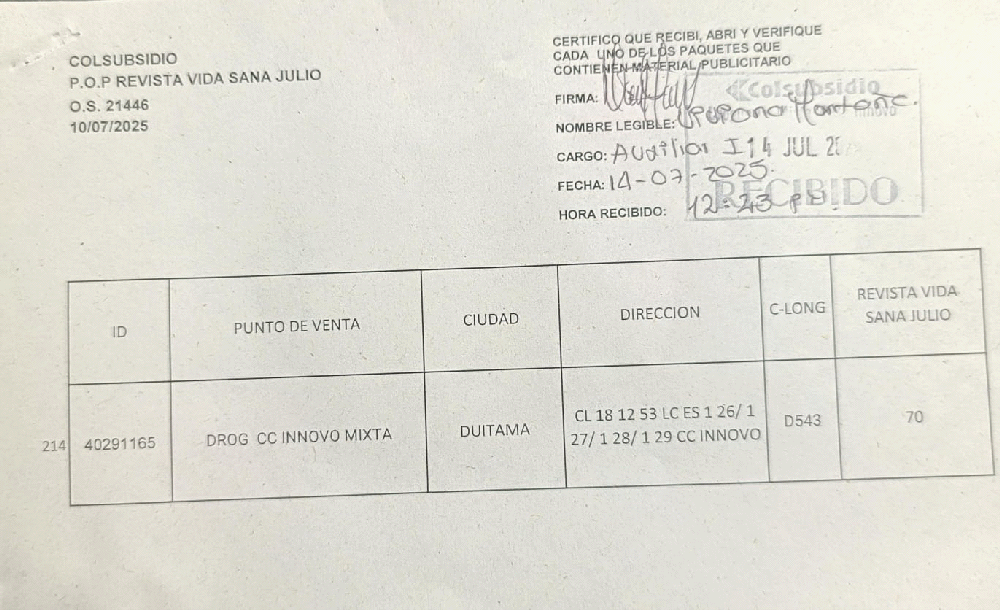 COLSUBSIDIO
P.O.P REVISTA VIDA SANA JULIO
O.S. 21446
10/07/2025
CERTIFICO QUE RECIBI, ABRI Y VERIFIQUE
CADA UNO DE LOS PAQUETES QUE
CONTIENEN MATERIAL PUBLICITARIO
FIRMA:
Colsubsidio
NOMBRE LEGIBLE:
CARGO: Auxiliar I 14 JUL 2025
FECHA: 14-07-2025.
RECIBIDO
HORA RECIBIDO: 12-23
ID PUNTO DE VENTA CIUDAD DIRECCION C-LONG REVISTA VIDA
SANA JULIO
214 40291165 DROG CC INNOVO MIXTA DUITAMA CL 18 12 53 LC ES 1 26/ 1 D543 70
27/ 1 28/ 1 29 CC INNOVO